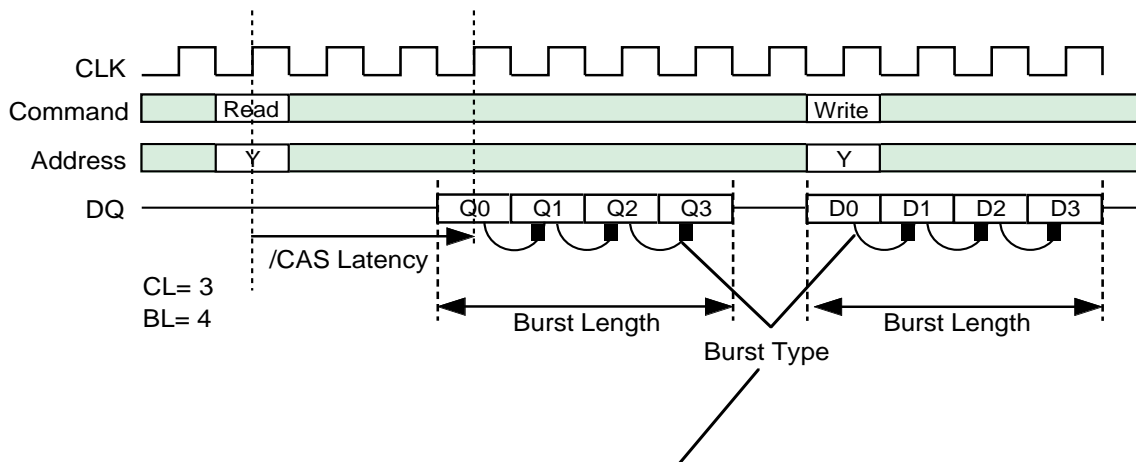 CLK
Command Read Write
Address Y Y
DQ Q0 Q1 Q2 Q3 D0 D1 D2 D3
/CAS Latency
CL= 3
BL= 4
Burst Length Burst Length
Burst Type